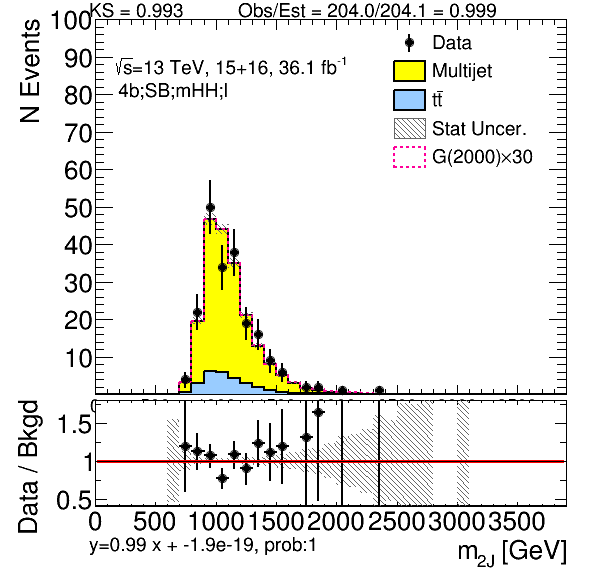 KS = 0.993 Obs/Est = 204.0/204.1 = 0.999
N Events
100
90
80
70
60
50
40
30
20
10
√s=13 TeV, 15+16, 36.1 fb⁻¹
4b;SB;mHH;l
Data
Multijet
tt̄
Stat Uncer.
G(2000)×30
Data / Bkgd
1.5
1
0.5
0 500 1000 1500 2000 2500 3000 3500
y=0.99 x + -1.9e-19, prob:1
m2J [GeV]